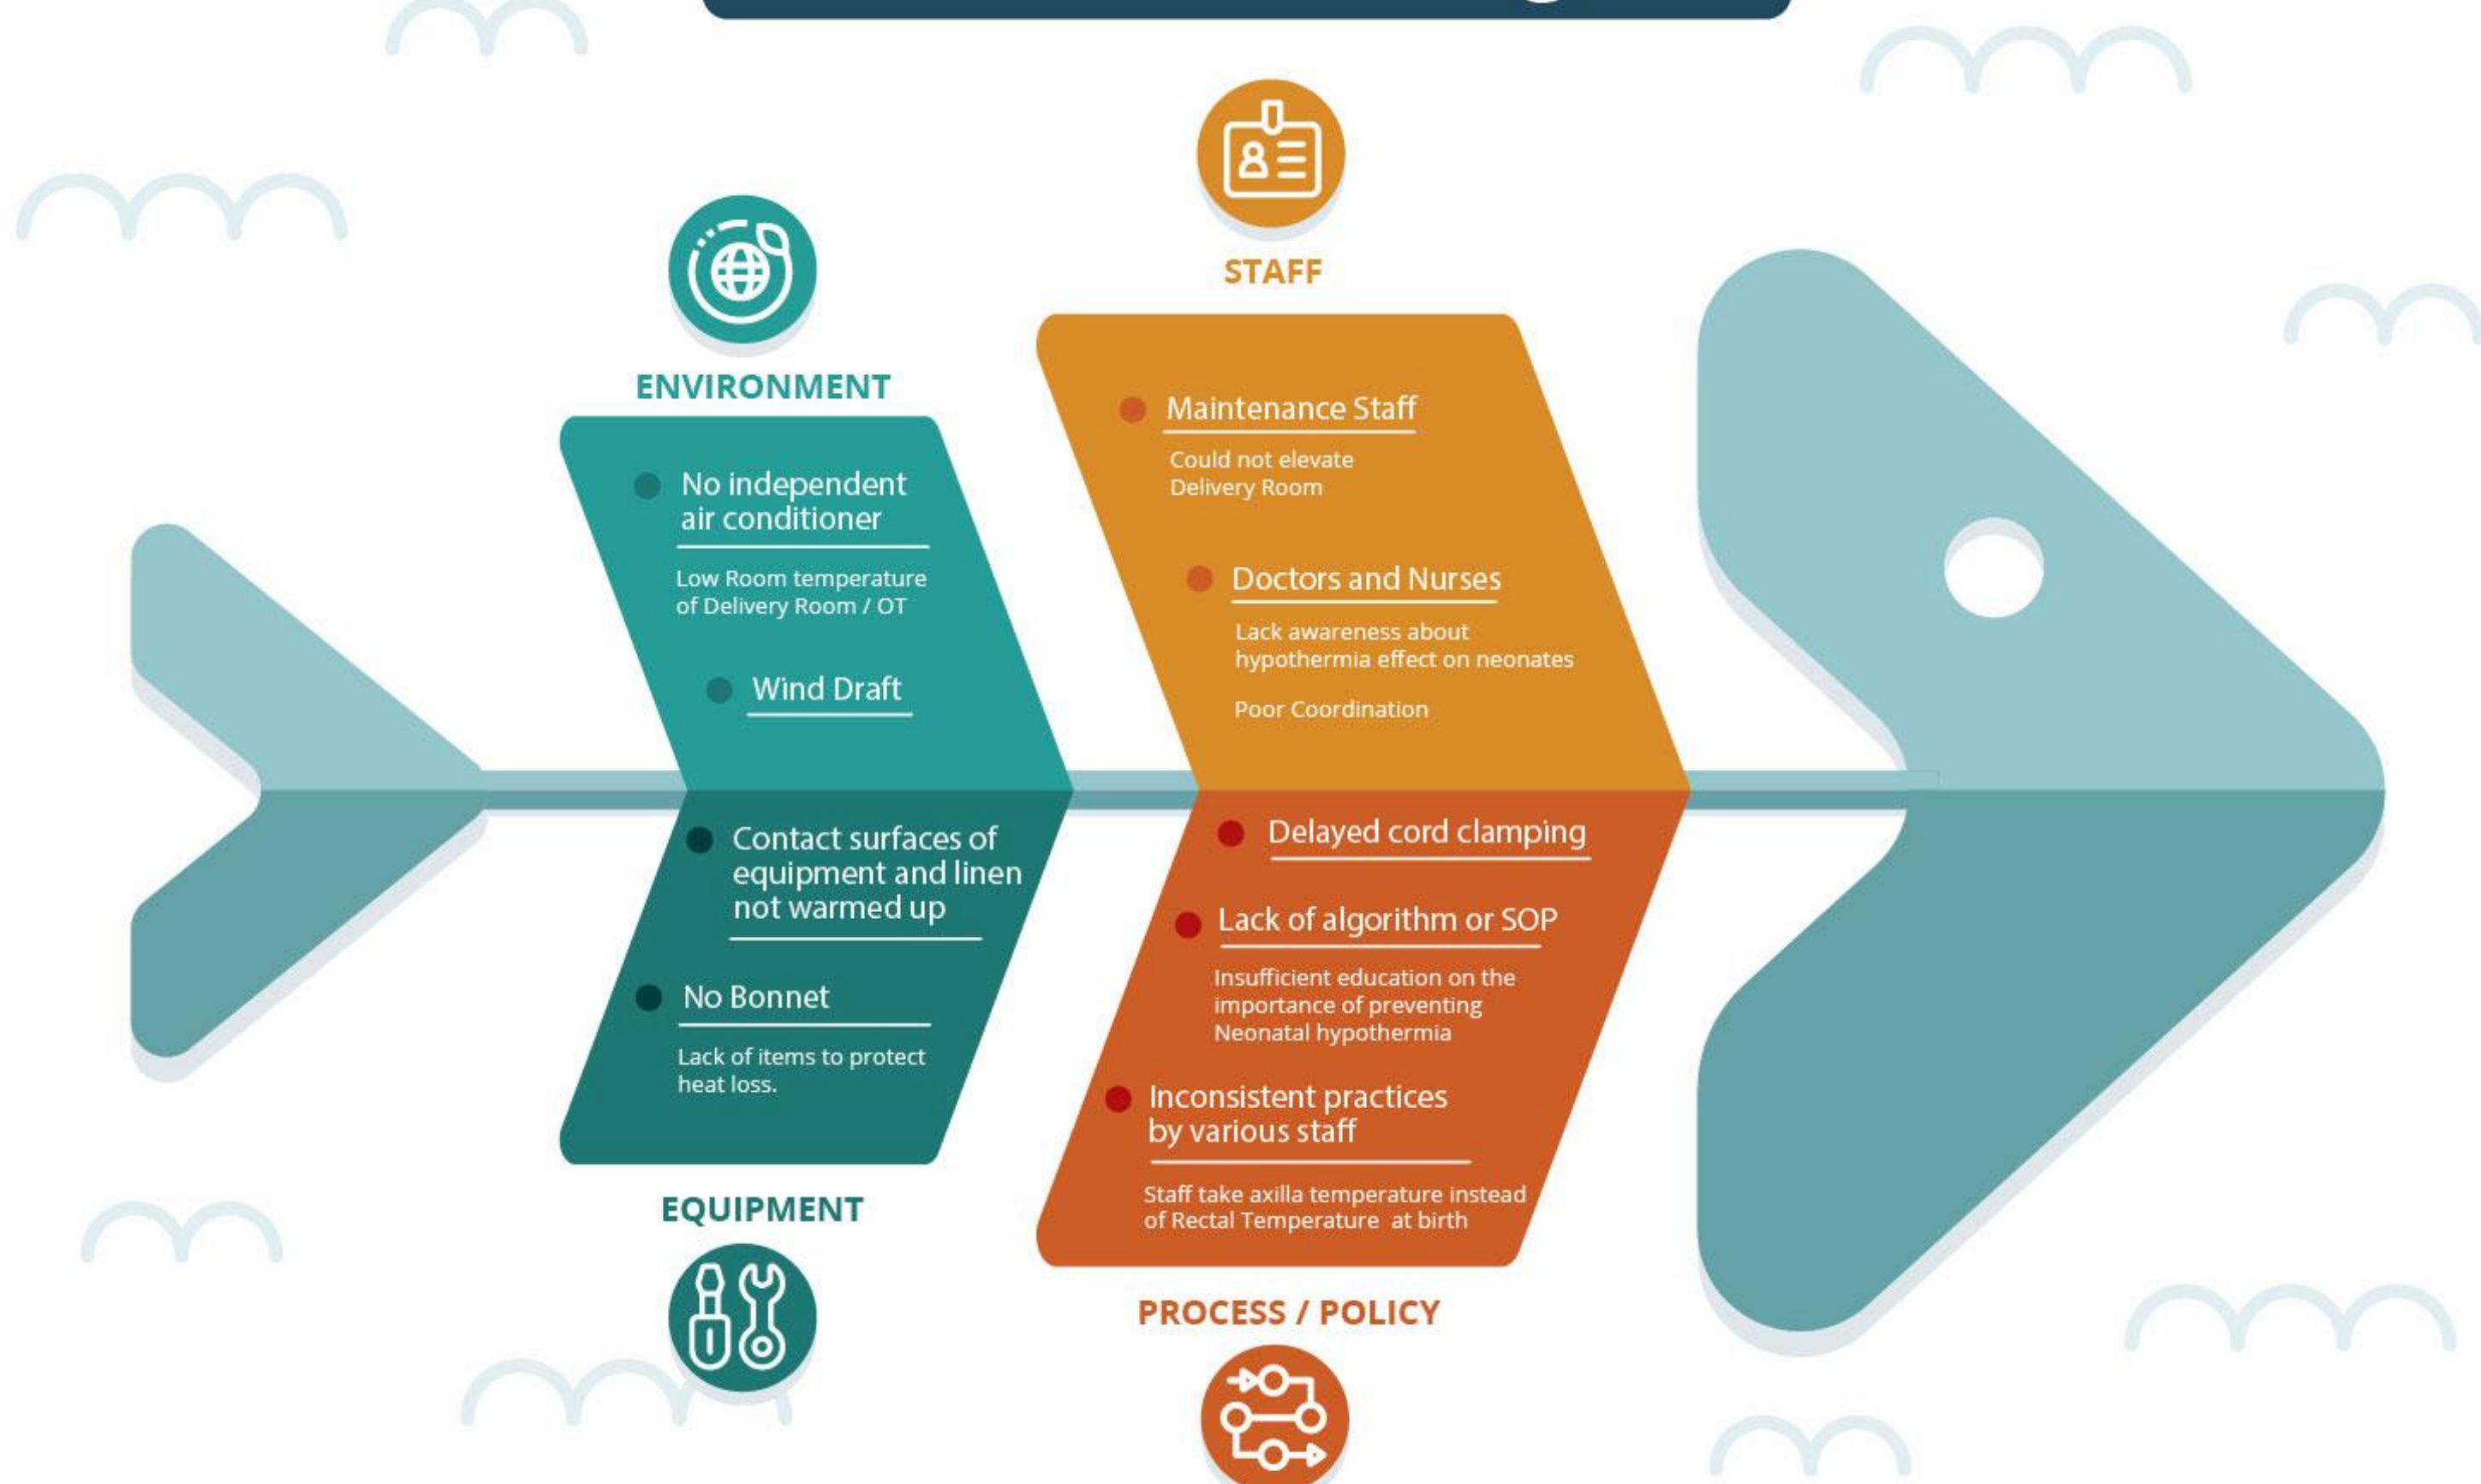 STAFF
ENVIRONMENT
Maintenance Staff
Could not elevate
Delivery Room
No independent
air conditioner
Low Room temperature
of Delivery Room / OT
Doctors and Nurses
Lack awareness about
hypothermia effect on neonates
Poor Coordination
Wind Draft
Contact surfaces of
equipment and linen
not warmed up
No Bonnet
Lack of items to protect
heat loss.
EQUIPMENT
Delayed cord clamping
Lack of algorithm or SOP
Insufficient education on the
importance of preventing
Neonatal hypothermia
Inconsistent practices
by various staff
Staff take axilla temperature instead
of Rectal Temperature at birth
PROCESS / POLICY